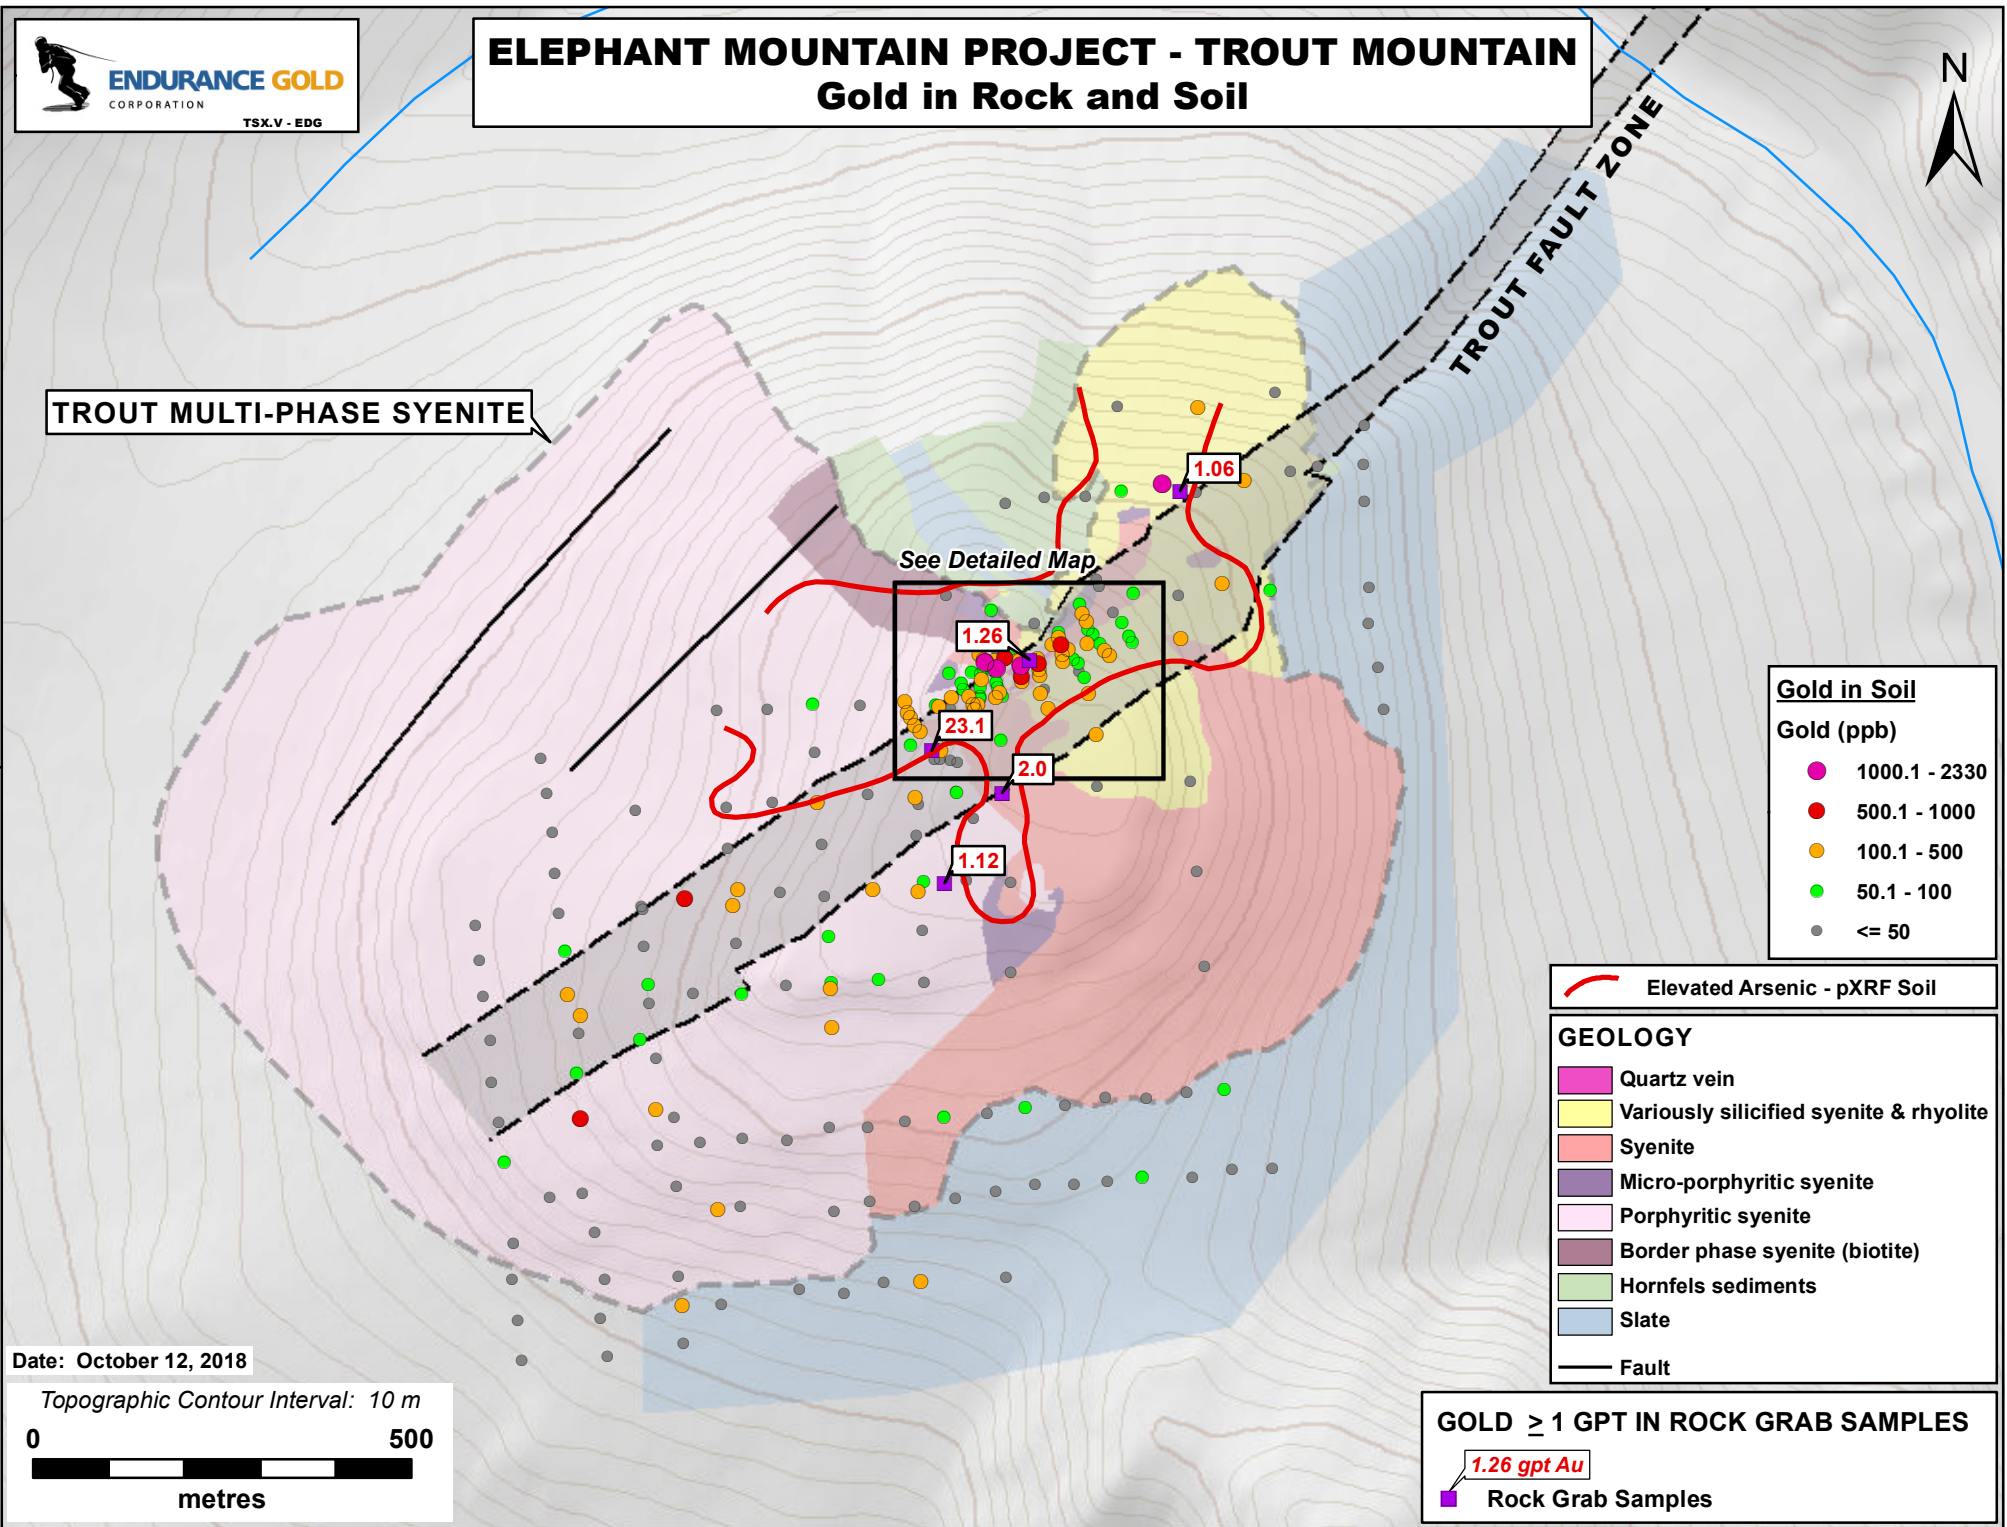 ENDURANCE GOLD
CORPORATION
TSX.V - EDG
ELEPHANT MOUNTAIN PROJECT - TROUT MOUNTAIN
Gold in Rock and Soil
N
TROUT FAULT ZONE
TROUT MULTI-PHASE SYENITE
1.06
See Detailed Map
1.26
23.1
2.0
1.12
Gold in Soil
Gold (ppb)
1000.1 - 2330
500.1 - 1000
100.1 - 500
50.1 - 100
<= 50
Elevated Arsenic - pXRF Soil
GEOLOGY
Quartz vein
Variously silicified syenite & rhyolite
Syenite
Micro-porphyritic syenite
Porphyritic syenite
Border phase syenite (biotite)
Hornfels sediments
Slate
Fault
Date: October 12, 2018
Topographic Contour Interval: 10 m
0 500
metres
GOLD ≥ 1 GPT IN ROCK GRAB SAMPLES
1.26 gpt Au
Rock Grab Samples